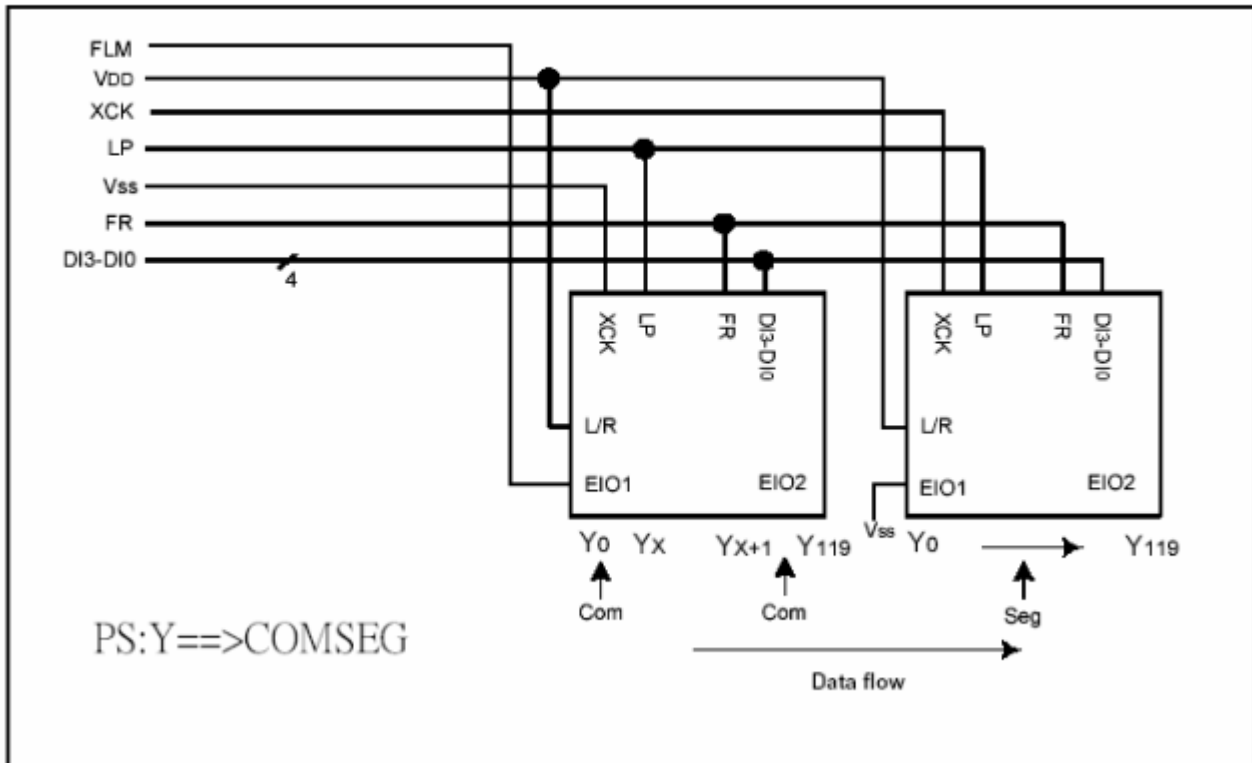 FLM
VDD
XCK
LP
Vss
FR
DI3-DI0
4
XCK LP FR DI3-DI0
XCK LP FR DI3-DI0
L/R
L/R
EIO1 EIO2
Vss
EIO1 EIO2
Y0 YX YX+1 Y119
Y0 Y119
Com Com Seg
PS:Y==>COMSEG
Data flow